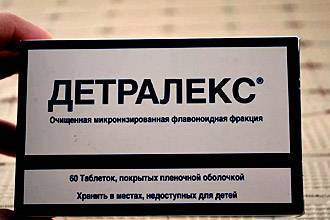 ДЕТРАЛЕКС®
Очищенная микронизированная флавоноидная фракция
60 Таблеток, покрытых пленочной оболочкой
Хранить в местах, недоступных для детей